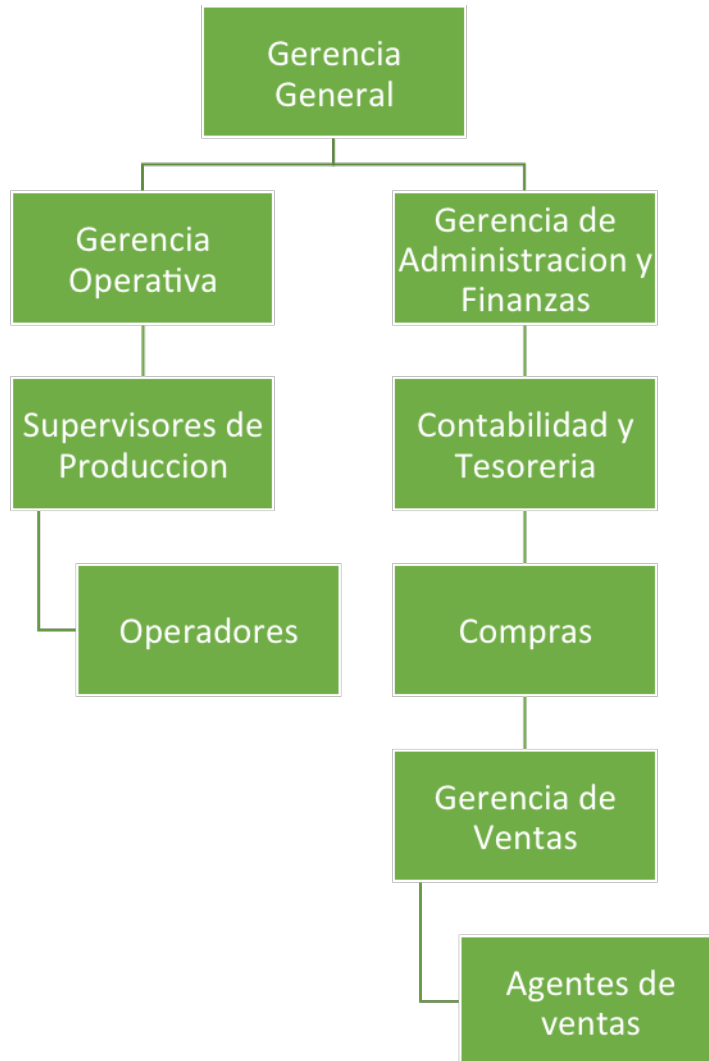 Gerencia
General
Gerencia
Operativa
Gerencia de
Administracion y
Finanzas
Supervisores de
Produccion
Contabilidad y
Tesoreria
Operadores
Compras
Gerencia de
Ventas
Agentes de
ventas